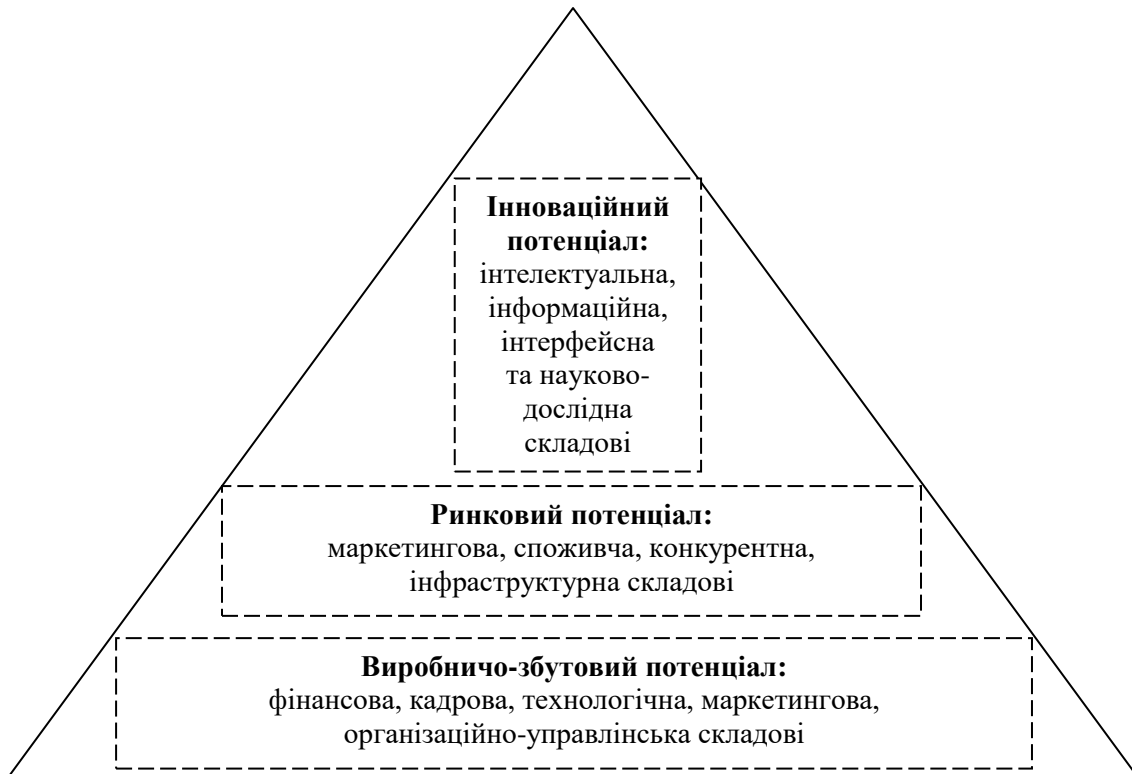 Інноваційний
потенціал:
інтелектуальна,
інформаційна,
інтерфейсна
та науково-
дослідна
складові
Ринковий потенціал:
маркетингова, споживча, конкурентна,
інфраструктурна складові
Виробничо-збутовий потенціал:
фінансова, кадрова, технологічна, маркетингова,
організаційно-управлінська складові